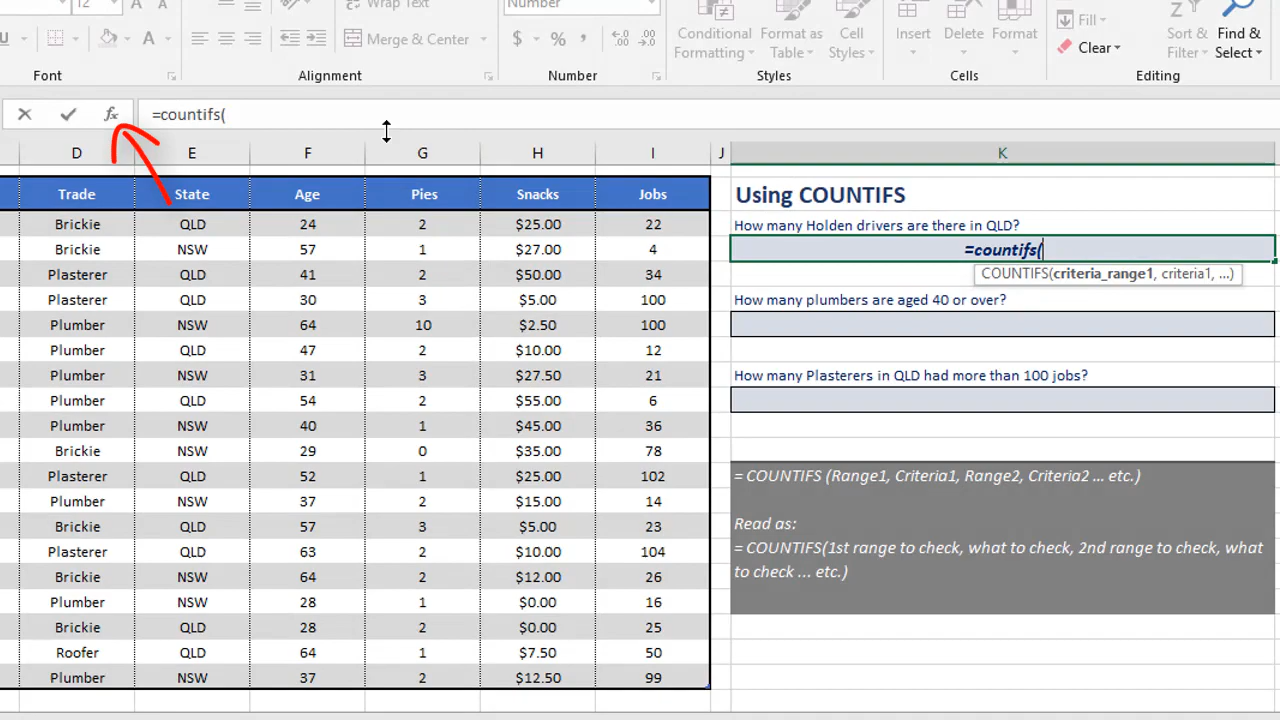 12 A A Wrap Text Number
U A Merge & Center $ % , .00 Conditional Formatting Format as Table Cell Styles Insert Delete Format Fill Clear Sort & Filter Find & Select
Font Alignment Number Styles Cells Editing
fx =countifs(
D E F G H I J K
Trade State Age Pies Snacks Jobs Using COUNTIFS
Brickie QLD 24 2 $25.00 22 How many Holden drivers are there in QLD?
Brickie NSW 57 1 $27.00 4 =countifs(
Plasterer QLD 41 2 $50.00 34 COUNTIFS(criteria_range1, criteria1, ...)
Plasterer QLD 30 3 $5.00 100 How many plumbers are aged 40 or over?
Plumber NSW 64 10 $2.50 100
Plumber QLD 47 2 $10.00 12
Plumber NSW 31 3 $27.50 21 How many Plasterers in QLD had more than 100 jobs?
Plumber QLD 54 2 $55.00 6
Plumber NSW 40 1 $45.00 36
Brickie NSW 29 0 $35.00 78
Plasterer QLD 52 1 $25.00 102 = COUNTIFS (Range1, Criteria1, Range2, Criteria2 ... etc.)
Plumber NSW 37 2 $15.00 14
Brickie QLD 57 3 $5.00 23 Read as:
Plasterer QLD 63 2 $10.00 104 = COUNTIFS(1st range to check, what to check, 2nd range to check, what
Brickie NSW 64 2 $12.00 26 to check ... etc.)
Plumber NSW 28 1 $0.00 16
Brickie QLD 28 2 $0.00 25
Roofer QLD 64 1 $7.50 50
Plumber NSW 37 2 $12.50 99